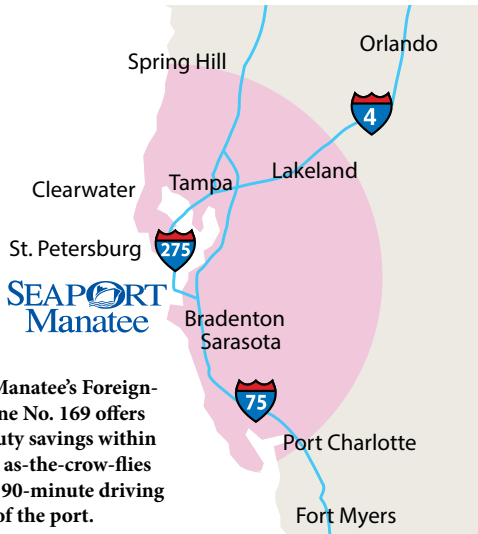 Orlando
Spring Hill
4
Lakeland
Tampa
Clearwater
St. Petersburg
275
SEAPORT
Manatee
Bradenton
Sarasota
Manatee’s Foreign-
ne No. 169 offers
uty savings within
as-the-crow-flies
90-minute driving
of the port.
75
Port Charlotte
Fort Myers